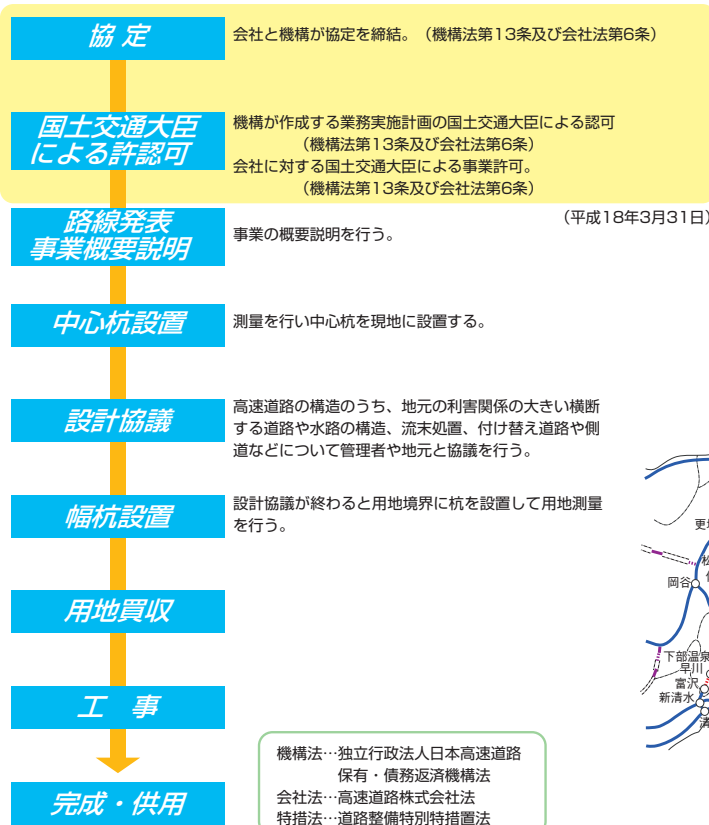 協 定
会社と機構が協定を締結。（機構法第13条及び会社法第6条）
国土交通大臣
による許認可
機構が作成する業務実施計画の国土交通大臣による認可
（機構法第13条及び会社法第6条）
会社に対する国土交通大臣による事業許可。
（機構法第13条及び会社法第6条）
（平成18年3月31日）
路線発表
事業概要説明
事業の概要説明を行う。
中心杭設置
測量を行い中心杭を現地に設置する。
設計協議
高速道路の構造のうち、地元の利害関係の大きい横断
する道路や水路の構造、流末処置、付け替え道路や側
道などについて管理者や地元と協議を行う。
幅杭設置
設計協議が終わると用地境界に杭を設置して用地測量
を行う。
用地買収
工 事
完成・供用
機構法…独立行政法人日本高速道路
保有・債務返済機構法
会社法…高速道路株式会社法
特措法…道路整備特別特措置法
更
松
岡谷
下部温泉
早川
富沢
新清水